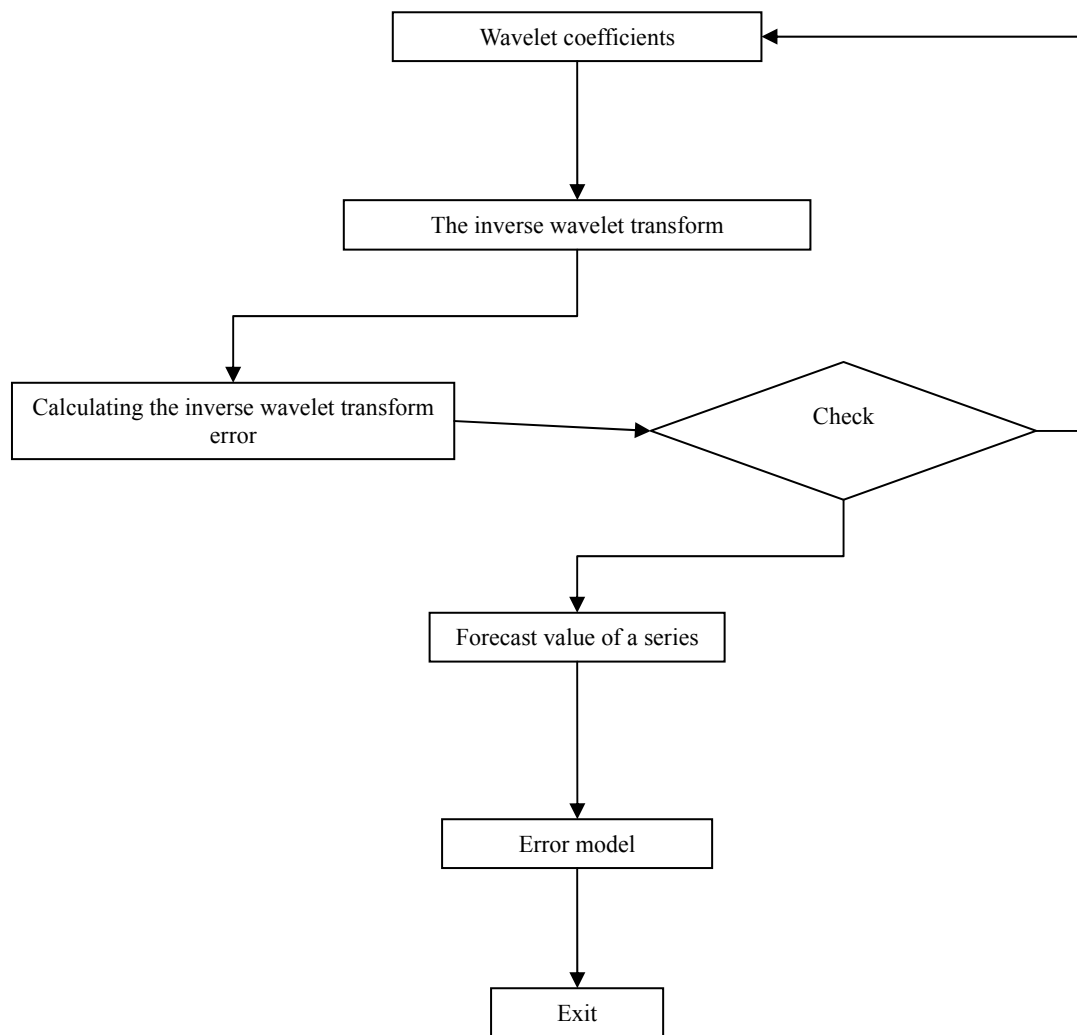 Wavelet coefficients
The inverse wavelet transform
Calculating the inverse wavelet transform
error
Check
Forecast value of a series
Error model
Exit